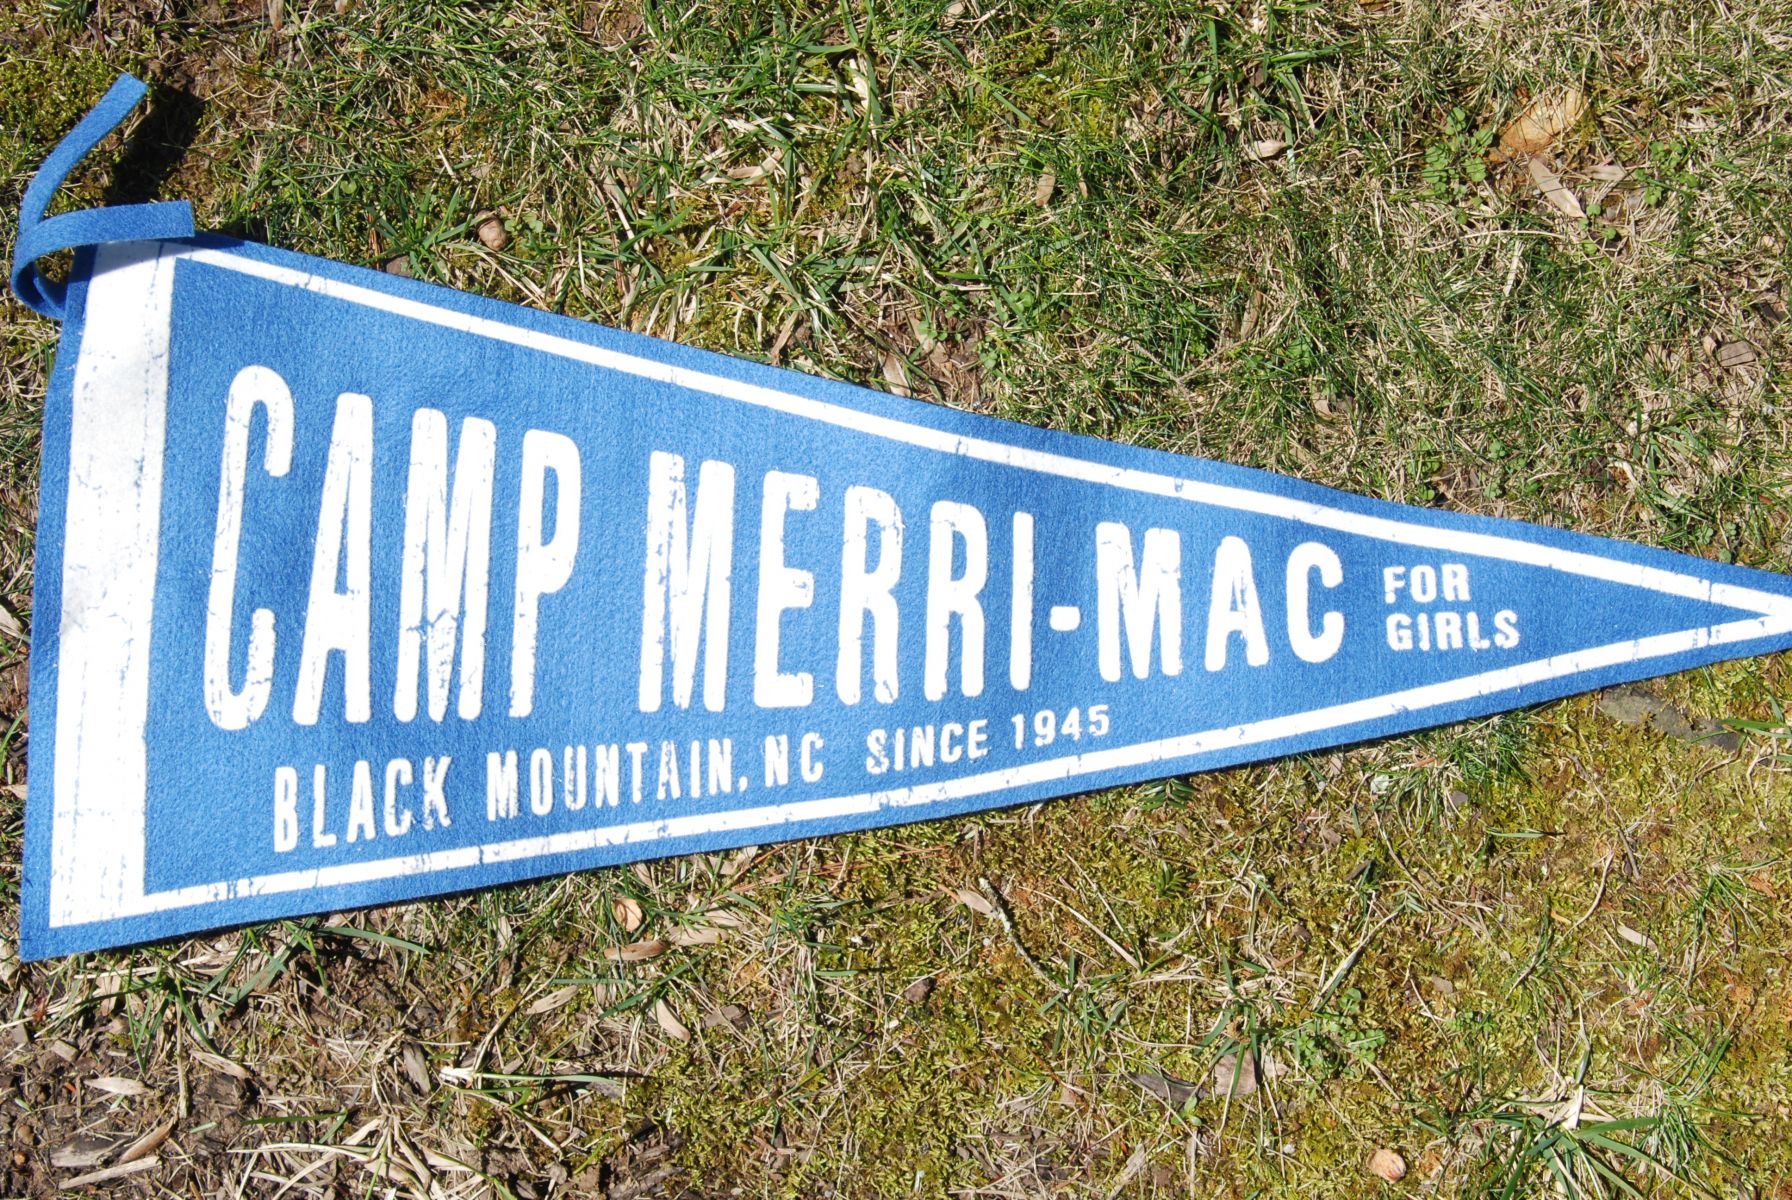 CAMP MERRI-MAC
FOR
GIRLS
BLACK MOUNTAIN, NC SINCE 1945